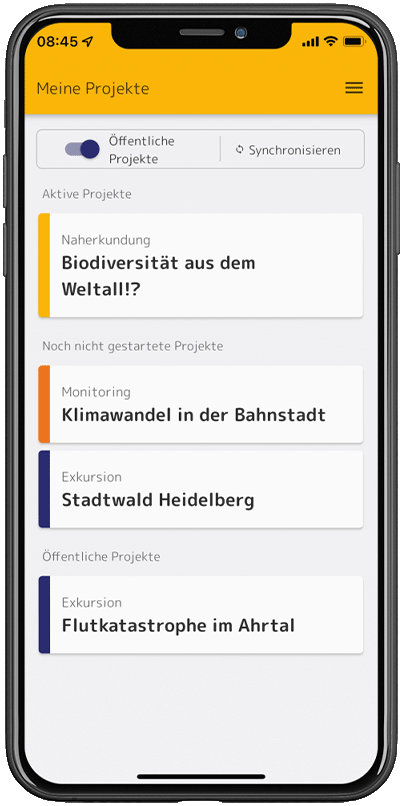 08:45
Meine Projekte
Öffentliche
Projekte
Synchronisieren
Aktive Projekte
Naherkundung
Biodiversität aus dem
Weltall!?
Noch nicht gestartete Projekte
Monitoring
Klimawandel in der Bahnstadt
Exkursion
Stadtwald Heidelberg
Öffentliche Projekte
Exkursion
Flutkatastrophe im Ahrtal